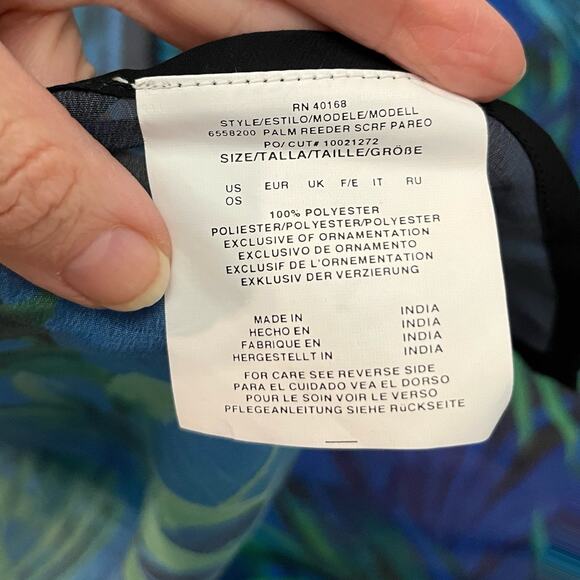 RN 40168
STYLE/ESTILO/MODELE/MODELL
6558200 PALM REEDER SCRF PAREO
PO/ CUT# 10021272
SIZE/TALLA/TAILLE/GRÖßE
US EUR UK F/E IT RU
OS
100% POLYESTER
POLIESTER/POLYESTER/POLYESTER
EXCLUSIVE OF ORNAMENTATION
EXCLUSIVO DE ORNAMENTO
EXCLUSIF DE L'ORNEMENTATION
EXKLUSIV DER VERZIERUNG
MADE IN INDIA
HECHO EN INDIA
FABRIQUE EN INDIA
HERGESTELLT IN INDIA
FOR CARE SEE REVERSE SIDE
PARA EL CUIDADO VEA EL DORSO
POUR LE SOIN VOIR LE VERSO
PFLEGEANLEITUNG SIEHE RüCKSEITE